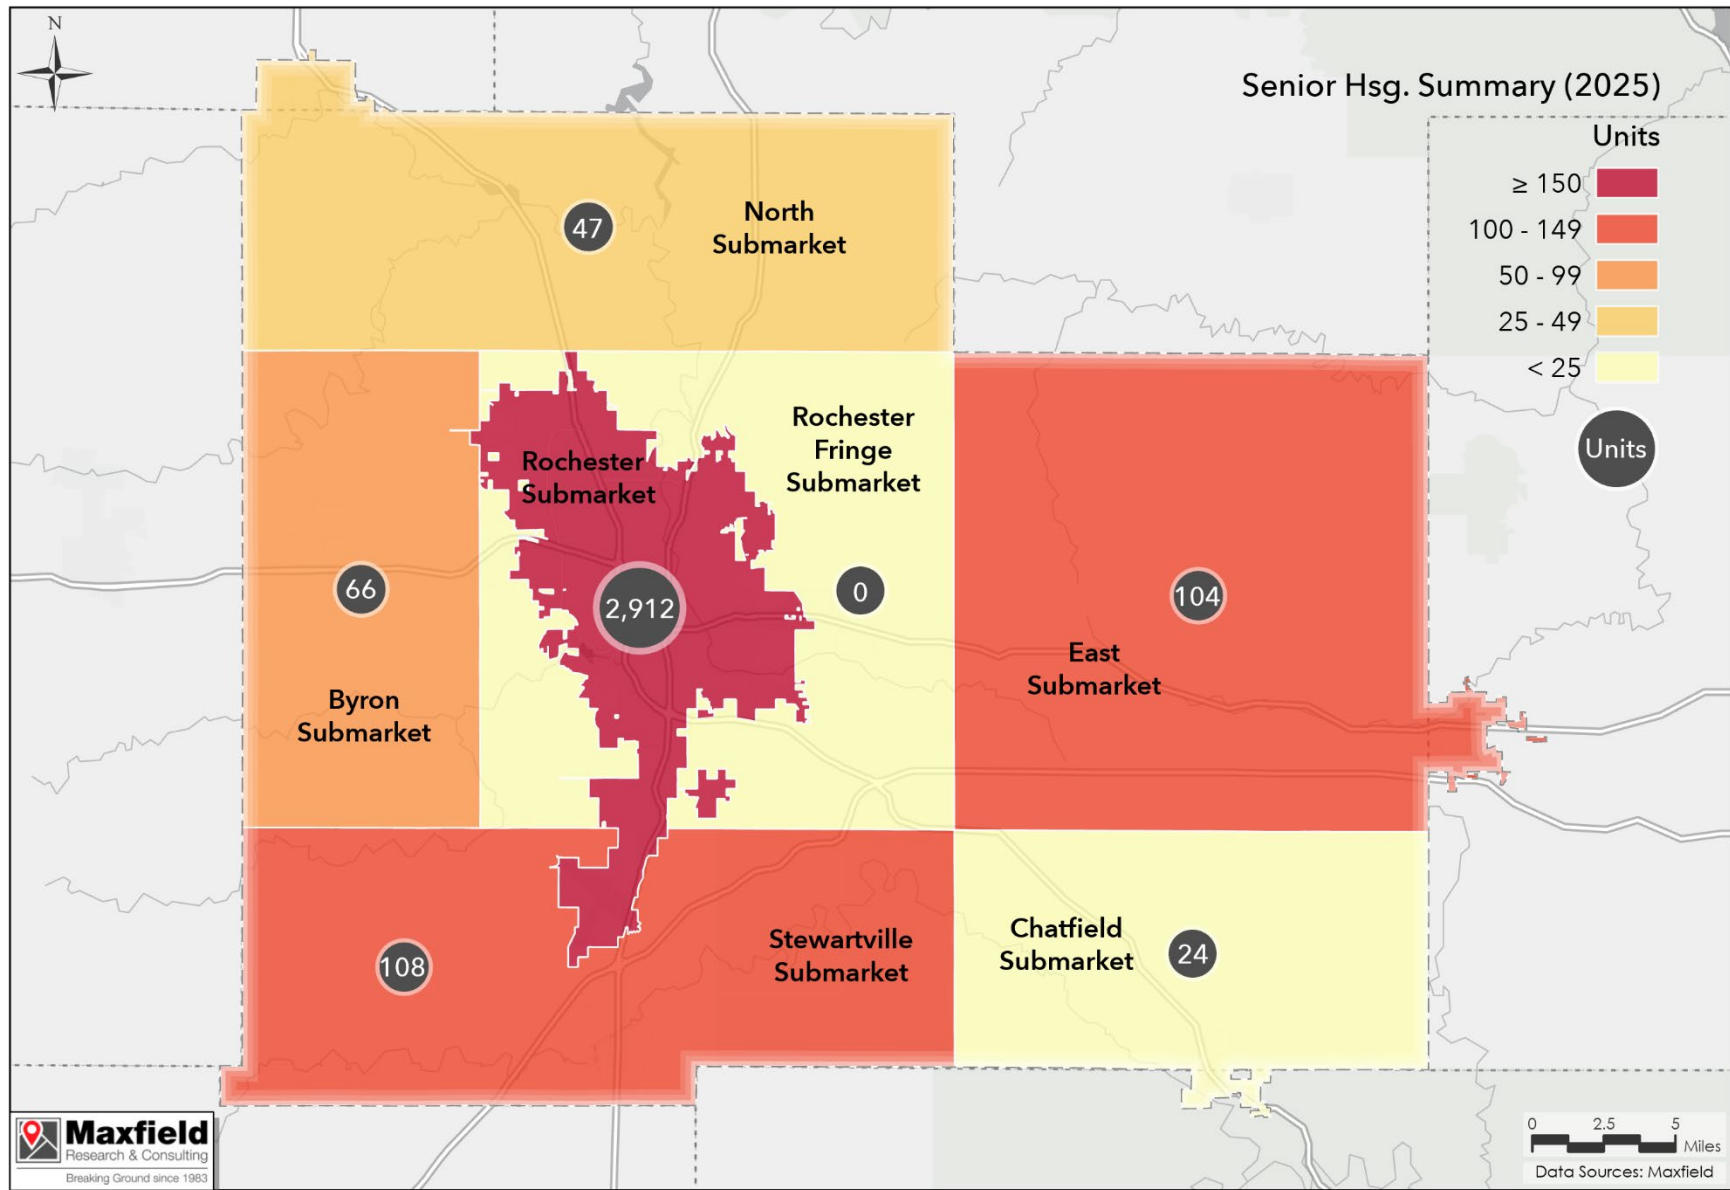 N
Senior Hsg. Summary (2025)
Units
≥ 150
100 - 149
50 - 99
25 - 49
< 25
Units
47
North
Submarket
Rochester
Fringe
Submarket
Rochester
Submarket
66
2,912
0
104
East
Submarket
Byron
Submarket
108
Stewartville
Submarket
Chatfield
Submarket
24
Maxfield
Research & Consulting
Breaking Ground since 1983
0 2.5 5
Miles
Data Sources: Maxfield